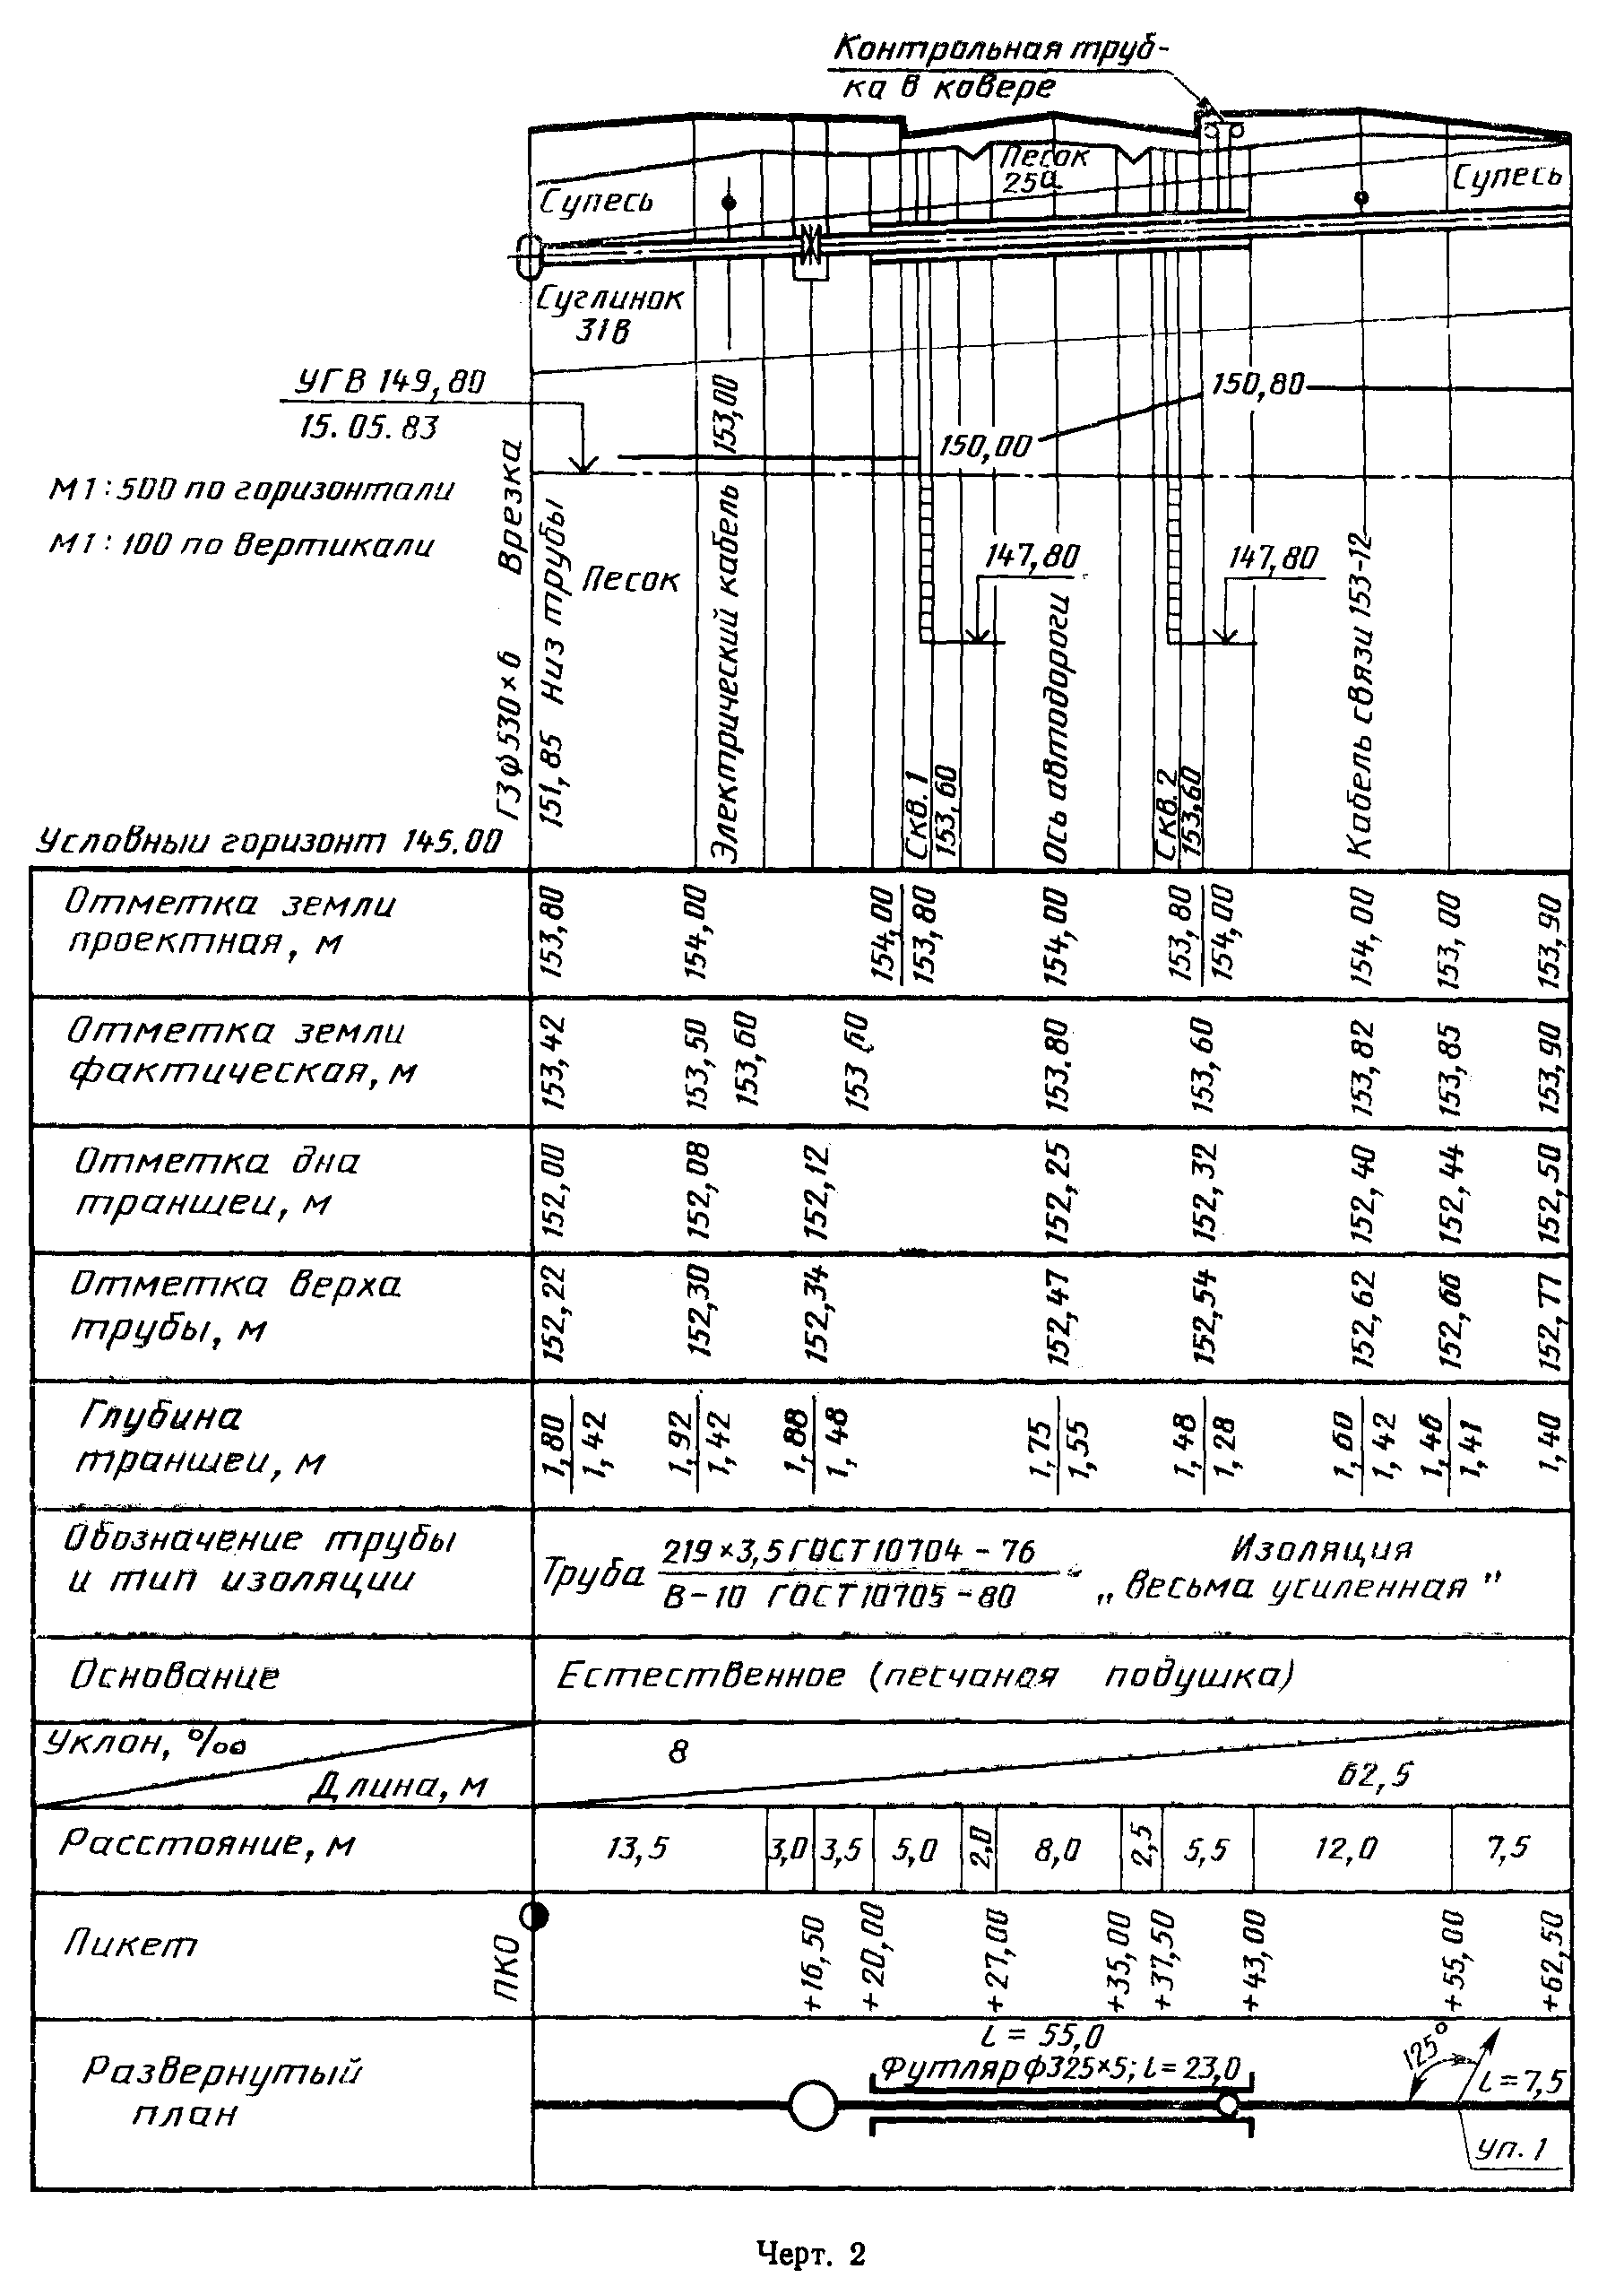 Контрольная труб-
ка в ковере
Песок
25а
Супесь
Супесь
Суглинок
31в
УГВ 149,80
15.05.83
153,00
150,80
150,00
М1:500 по горизонтали
М1:100 по вертикали
Врезка
Гз ф530×6
Низ трубы
151,85
Песок
Электрический кабель
147,80
147,80
Скв.1
153,60
Ось автодороги
Скв.2
153,60
Кабель связи 153-12
Условный горизонт 145.00
Отметка земли
проектная, м
153,80 154,00 154,00 153,80 154,00 153,80 154,00 154,00 153,00 153,90
Отметка земли
фактическая, м
153,42 153,50 153,60 153 60 153.80 153,60 153,82 153,85 153,90
Отметка дна
траншеи, м
152,00 152,08 152,12 152,25 152,32 152,40 152,44 152,50
Отметка верха
трубы, м
152,22 152,30 152,34 152,47 152,54 152,62 152,66 152,77
Глубина
траншеи, м
1,80 1,42 1,92 1,42 1,88 1,48 1,75 1,55 1,48 1,28 1,60 1,42 1,46 1,41 1,40
Обозначение трубы
и тип изоляции
Труба 219×3,5 ГОСТ 10704-76
В-10 ГОСТ 10705-80
Изоляция
„весьма усиленная"
Основание
Естественное (песчаная подушка)
Уклон, ‰
Длина, м
8
62,5
Расстояние, м
13,5 3,0 3,5 5,0 2,0 8,0 2,5 5,5 12,0 7,5
Пикет
ПК0 +16,50 +20,00 +27,00 +35,00 +37,50 +43,00 +55,00 +62,50
Развернутый
план
L = 55,0
Футляр ф325×5; L=23,0
125°
L=7,5
Уп. 1
Черт. 2